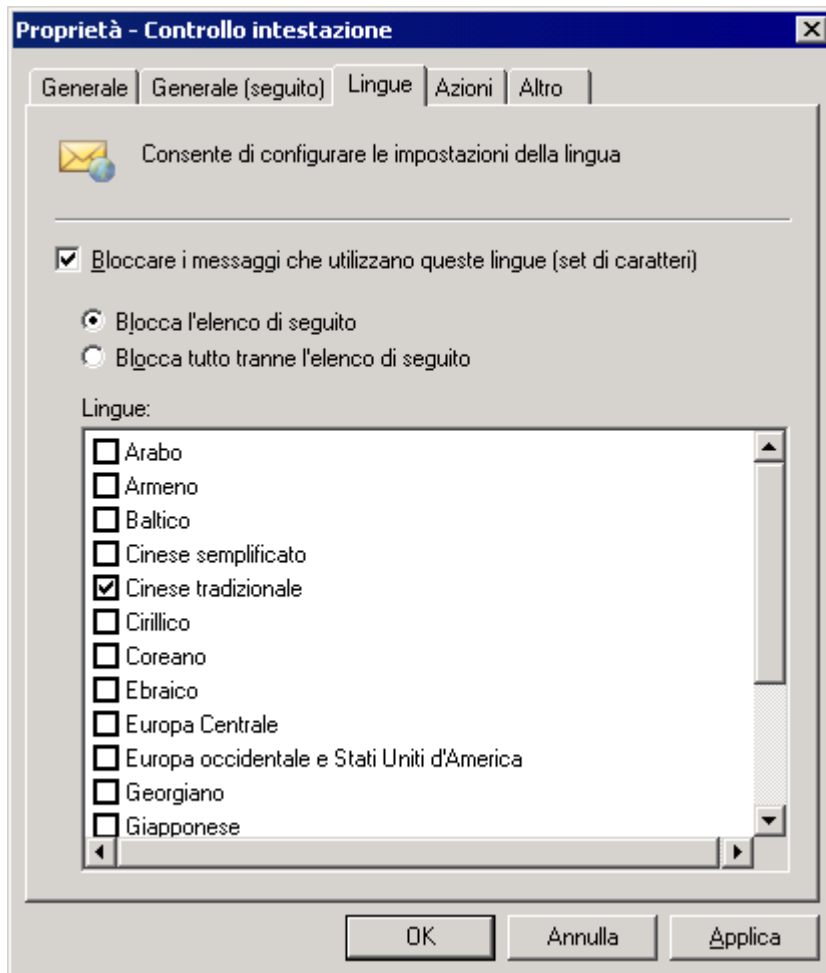 Proprietà - Controllo intestazione
Generale Generale (seguito) Lingue Azioni Altro
Consente di configurare le impostazioni della lingua
Bloccare i messaggi che utilizzano queste lingue (set di caratteri)
Blocca l'elenco di seguito
Blocca tutto tranne l'elenco di seguito
Lingue:
Arabo
Armeno
Baltico
Cinese semplificato
Cinese tradizionale
Cirillico
Coreano
Ebraico
Europa Centrale
Europa occidentale e Stati Uniti d'America
Georgiano
Giapponese
OK Annulla Applica